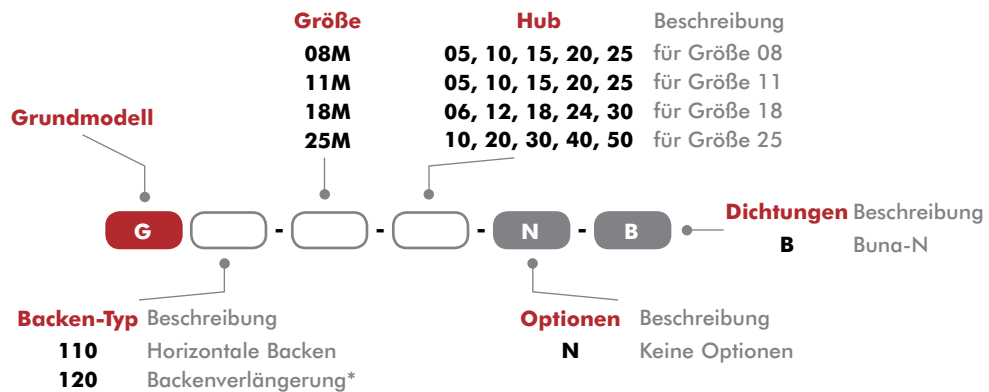 Größe Hub Beschreibung
08M 05, 10, 15, 20, 25 für Größe 08
11M 05, 10, 15, 20, 25 für Größe 11
18M 06, 12, 18, 24, 30 für Größe 18
25M 10, 20, 30, 40, 50 für Größe 25
Grundmodell
G - - - N - B
Dichtungen Beschreibung
B Buna-N
Backen-Typ Beschreibung
110 Horizontale Backen
120 Backenverlängerung*
Optionen Beschreibung
N Keine Optionen